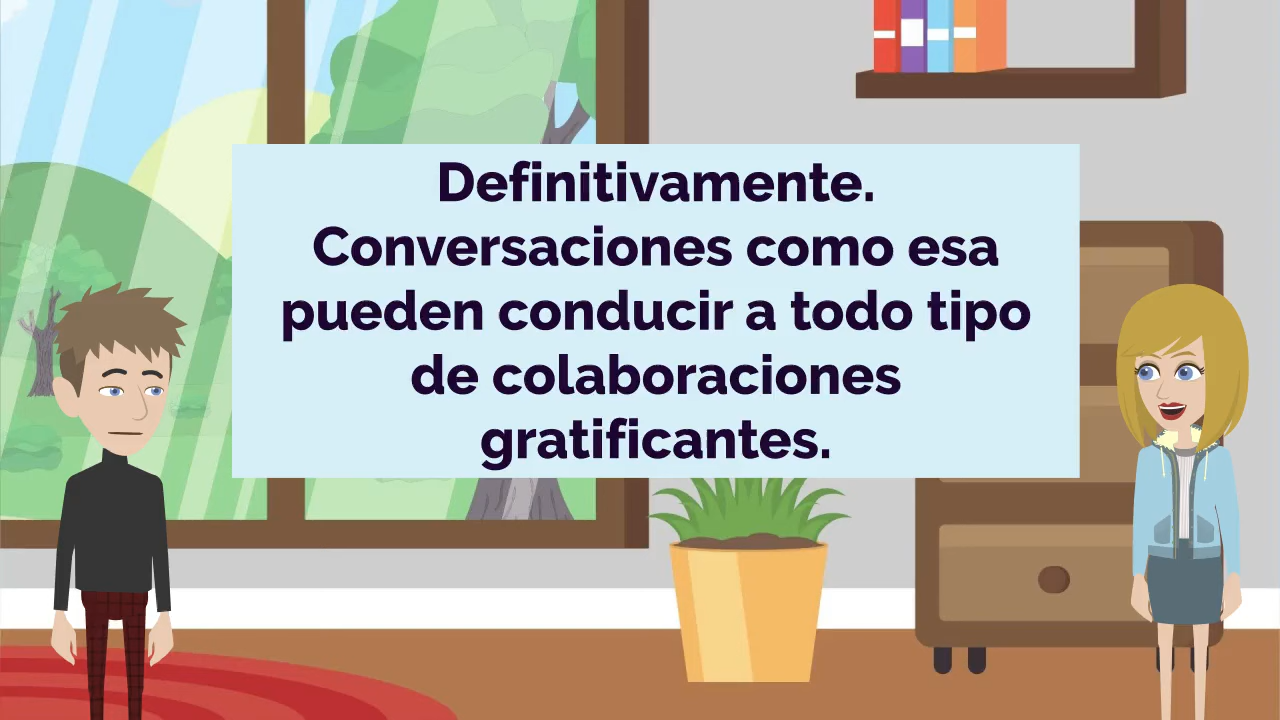 Definitivamente.
Conversaciones como esa
pueden conducir a todo tipo
de colaboraciones
gratificantes.